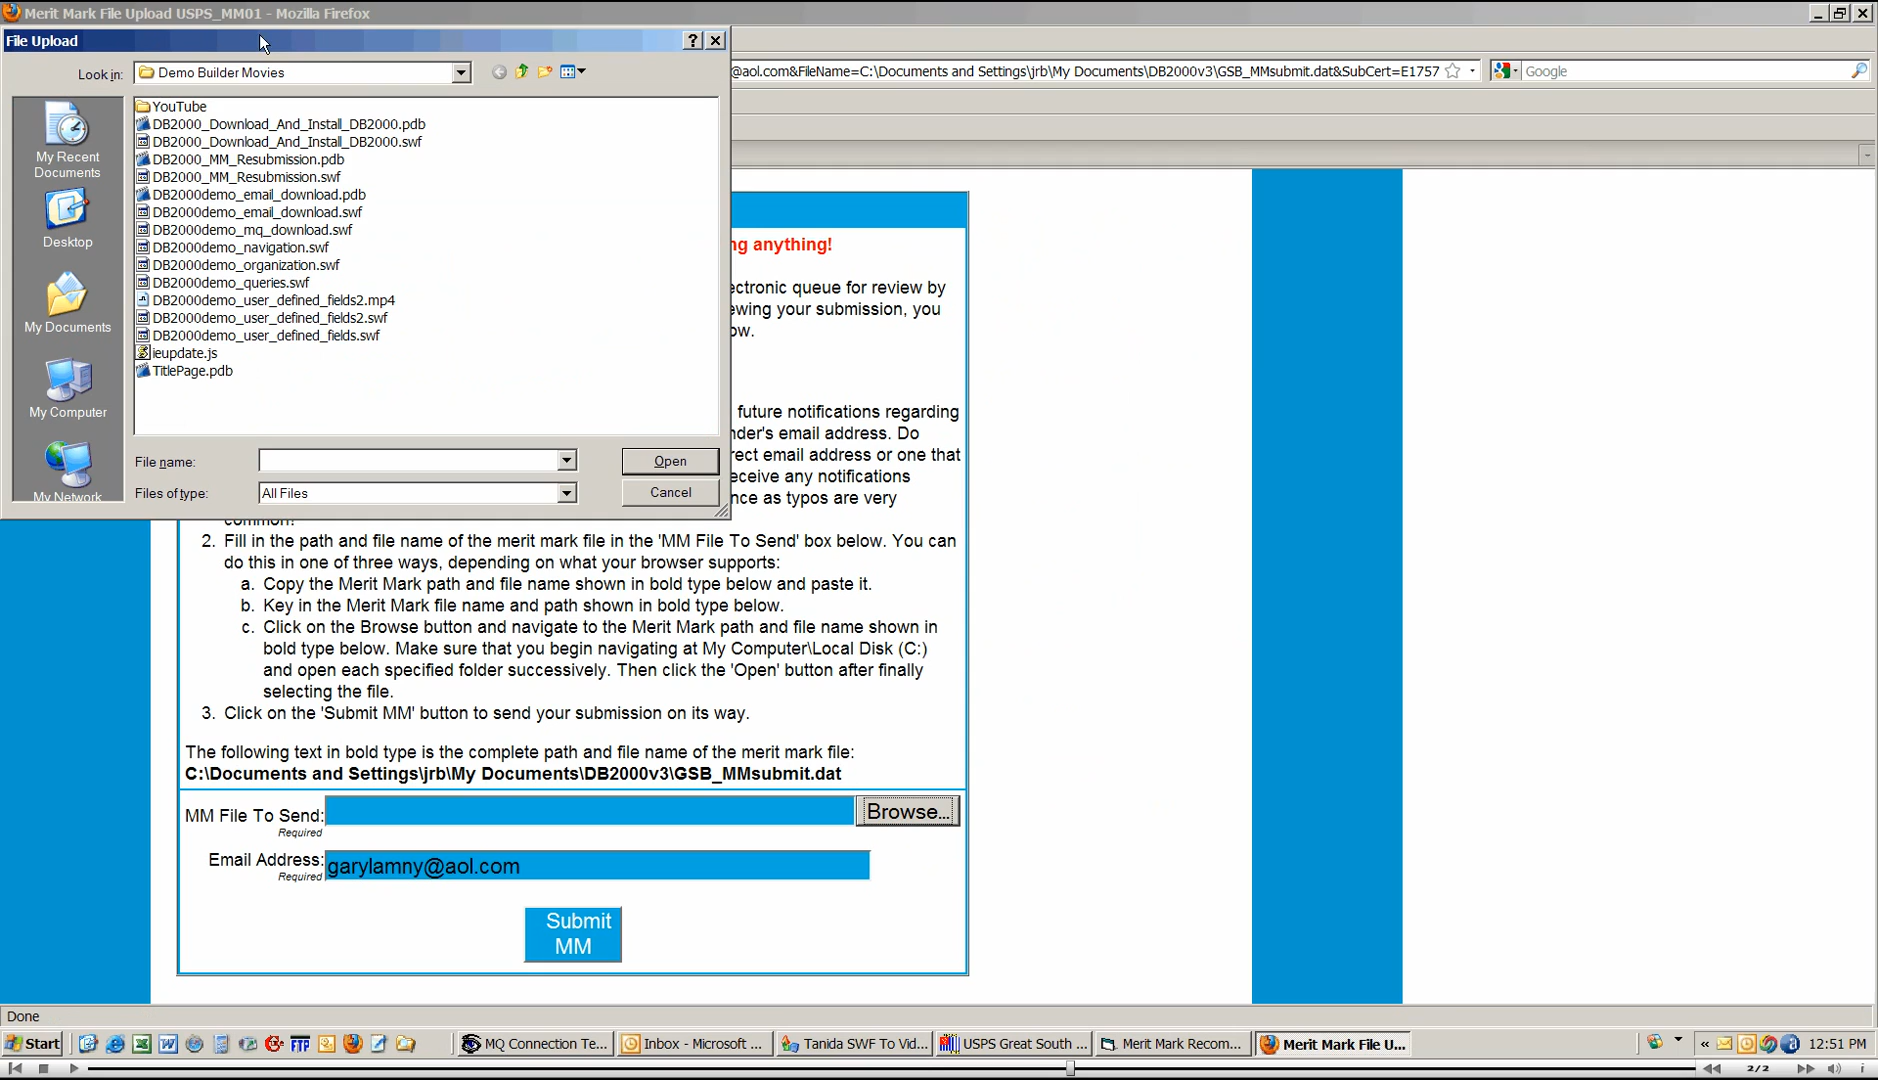 Merit Mark File Upload USPS_MM01 - Mozilla Firefox
File Upload
Look in: Demo Builder Movies
@aol.com&FileName=C:\Documents and Settings\jrb\My Documents\DB2000v3\GSB_MMsubmit.dat&SubCert=E1757
Google
My Recent
Documents
Desktop
My Documents
My Computer
My Network
YouTube
DB2000_Download_And_Install_DB2000.pdb
DB2000_Download_And_Install_DB2000.swf
DB2000_MM_Resubmission.pdb
DB2000_MM_Resubmission.swf
DB2000demo_email_download.pdb
DB2000demo_email_download.swf
DB2000demo_mq_download.swf
DB2000demo_navigation.swf
DB2000demo_organization.swf
DB2000demo_queries.swf
DB2000demo_user_defined_fields2.mp4
DB2000demo_user_defined_fields2.swf
DB2000demo_user_defined_fields.swf
ieupdate.js
TitlePage.pdb
File name:
Open
Files of type: All Files
Cancel
ng anything!
ectronic queue for review by
ewing your submission, you
ow.
future notifications regarding
nder's email address. Do
rect email address or one that
eceive any notifications
nce as typos are very
common!
2. Fill in the path and file name of the merit mark file in the 'MM File To Send' box below. You can
do this in one of three ways, depending on what your browser supports:
a. Copy the Merit Mark path and file name shown in bold type below and paste it.
b. Key in the Merit Mark file name and path shown in bold type below.
c. Click on the Browse button and navigate to the Merit Mark path and file name shown in
bold type below. Make sure that you begin navigating at My Computer\Local Disk (C:)
and open each specified folder successively. Then click the 'Open' button after finally
selecting the file.
3. Click on the 'Submit MM' button to send your submission on its way.
The following text in bold type is the complete path and file name of the merit mark file:
C:\Documents and Settings\jrb\My Documents\DB2000v3\GSB_MMsubmit.dat
MM File To Send:
Required
Browse...
Email Address: garylamny@aol.com
Required
Submit
MM
Done
Start
FTP
MQ Connection Te...
Inbox - Microsoft ...
Tanida SWF To Vid...
USPS Great South ...
Merit Mark Recom...
Merit Mark File U...
12:51 PM
2/2